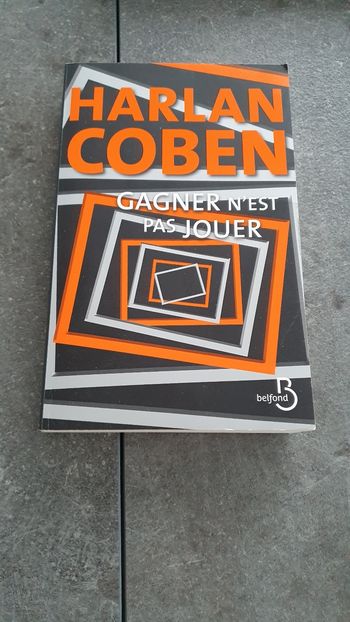 HARLAN
COBEN
GAGNER N'EST
PAS JOUER
belfond